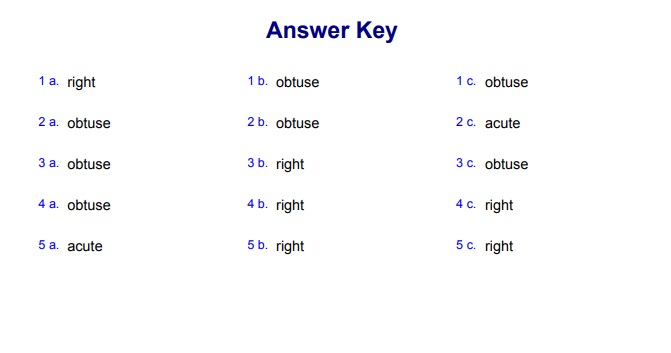 Answer Key
1 a. right 1 b. obtuse 1 c. obtuse
2 a. obtuse 2 b. obtuse 2 c. acute
3 a. obtuse 3 b. right 3 c. obtuse
4 a. obtuse 4 b. right 4 c. right
5 a. acute 5 b. right 5 c. right